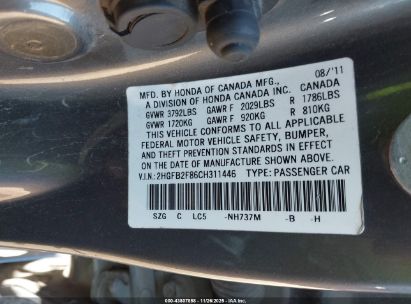 MFD. BY HONDA OF CANADA MFG., 08/'11
A DIVISION OF HONDA CANADA INC. CANADA
GVWR 3792LBS GAWR F 2029LBS R 1786LBS
GVWR 1720KG GAWR F 920KG R 810KG
THIS VEHICLE CONFORMS TO ALL APPLICABLE
FEDERAL MOTOR VEHICLE SAFETY, BUMPER,
AND THEFT PREVENTION STANDARDS IN EFFECT
ON THE DATE OF MANUFACTURE SHOWN ABOVE.
V.I.N.: 2HGFB2F86CH311446 TYPE: PASSENGER CAR
SZG C LC5 -NH737M -B -H